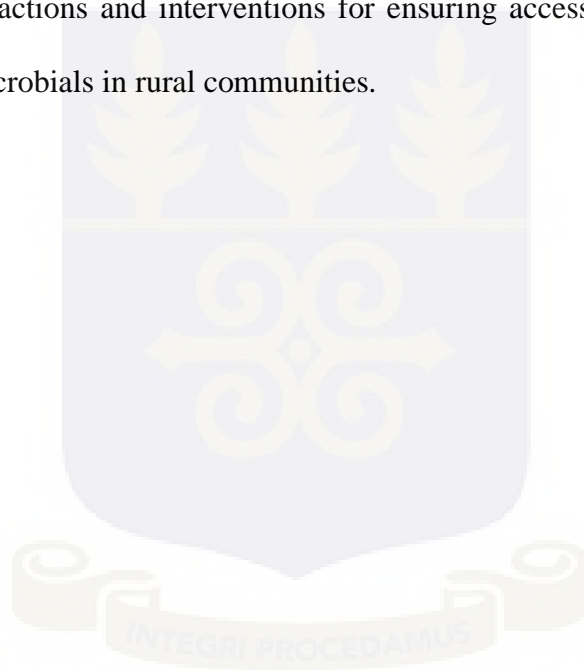 actions and interventions for ensuring access
crobials in rural communities.
INTEGRI PROCEDAMUS